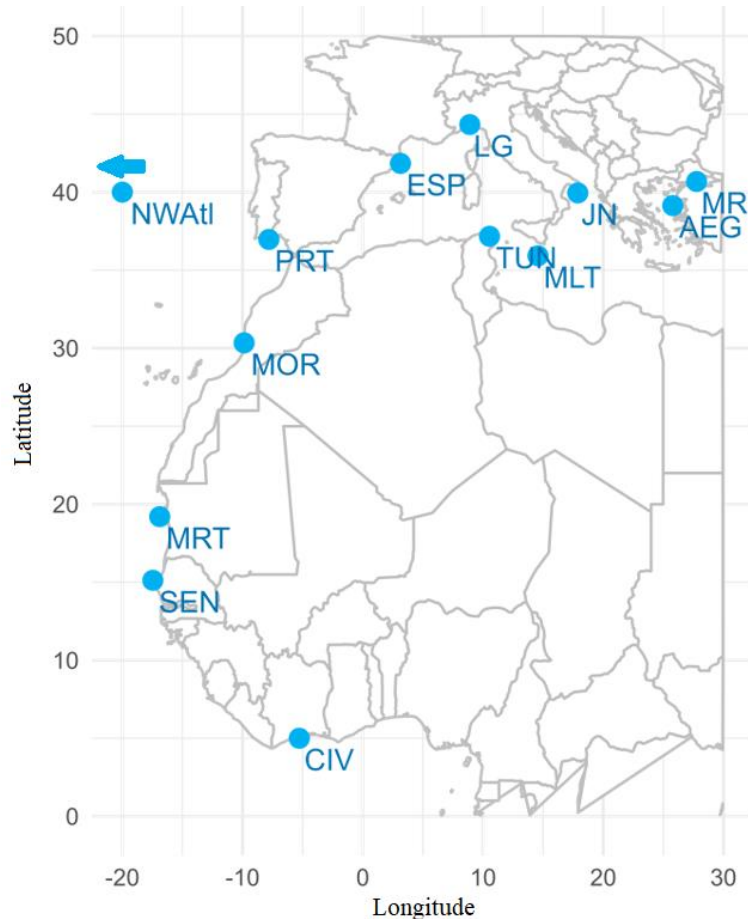 50
LG
ESP
40
NWAtl
JN
MR
AEG
PRT
TUN
MLT
30
MOR
Latitude
20
MRT
SEN
10
CIV
0
-20
-10
0
10
20
30
Longitude